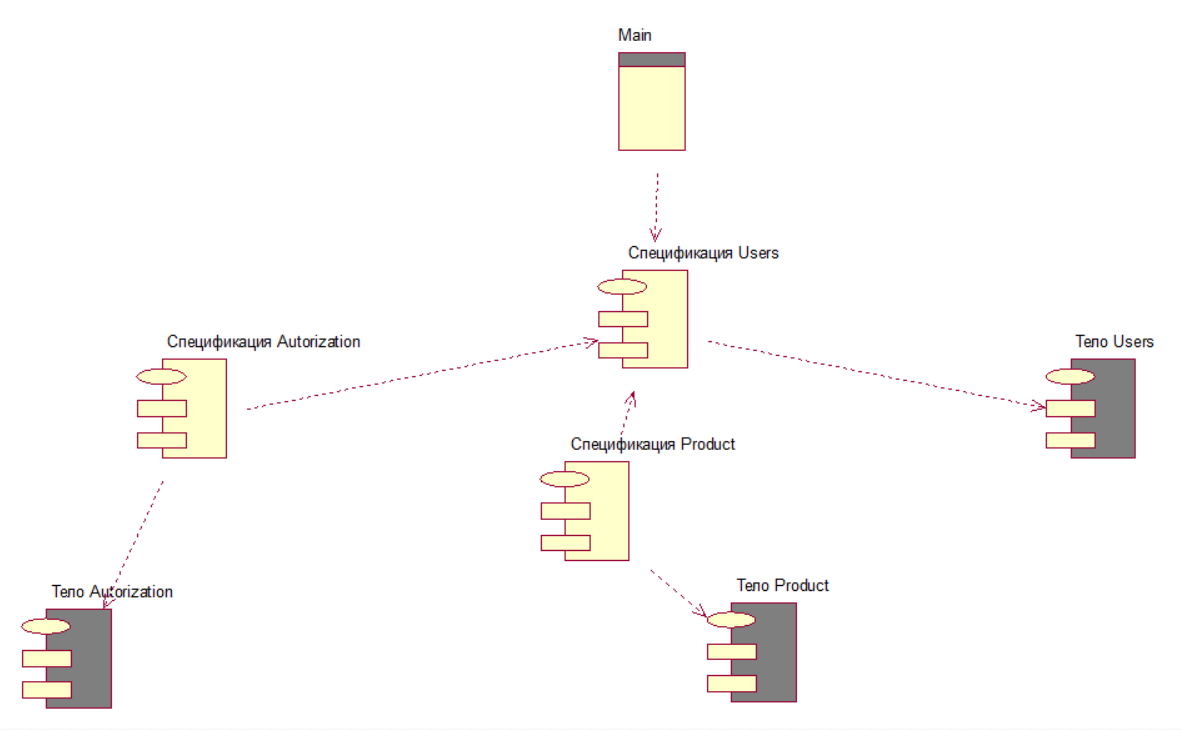 Main
Спецификация Users
Спецификация Autorization
Тело Users
Спецификация Product
Тело Autorization
Тело Product